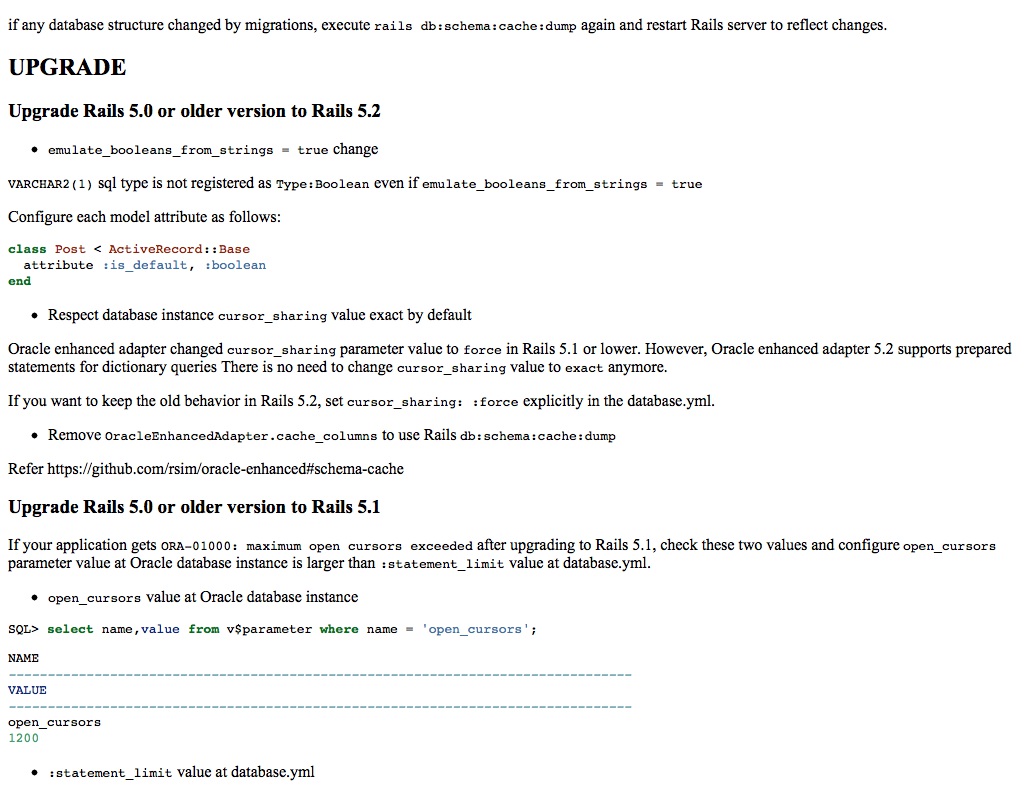 if any database structure changed by migrations, execute rails db:schema:cache:dump again and restart Rails server to reflect changes.
UPGRADE
Upgrade Rails 5.0 or older version to Rails 5.2
• emulate_booleans_from_strings = true change
VARCHAR2(1) sql type is not registered as Type:Boolean even if emulate_booleans_from_strings = true
Configure each model attribute as follows:
class Post < ActiveRecord::Base
  attribute :is_default, :boolean
end
• Respect database instance cursor_sharing value exact by default
Oracle enhanced adapter changed cursor_sharing parameter value to force in Rails 5.1 or lower. However, Oracle enhanced adapter 5.2 supports prepared
statements for dictionary queries There is no need to change cursor_sharing value to exact anymore.
If you want to keep the old behavior in Rails 5.2, set cursor_sharing: :force explicitly in the database.yml.
• Remove OracleEnhancedAdapter.cache_columns to use Rails db:schema:cache:dump
Refer https://github.com/rsim/oracle-enhanced#schema-cache
Upgrade Rails 5.0 or older version to Rails 5.1
If your application gets ORA-01000: maximum open cursors exceeded after upgrading to Rails 5.1, check these two values and configure open_cursors
parameter value at Oracle database instance is larger than :statement_limit value at database.yml.
• open_cursors value at Oracle database instance
SQL> select name,value from v$parameter where name = 'open_cursors';
NAME
--------------------------------------------------------------------------------
VALUE
--------------------------------------------------------------------------------
open_cursors
1200
• :statement_limit value at database.yml